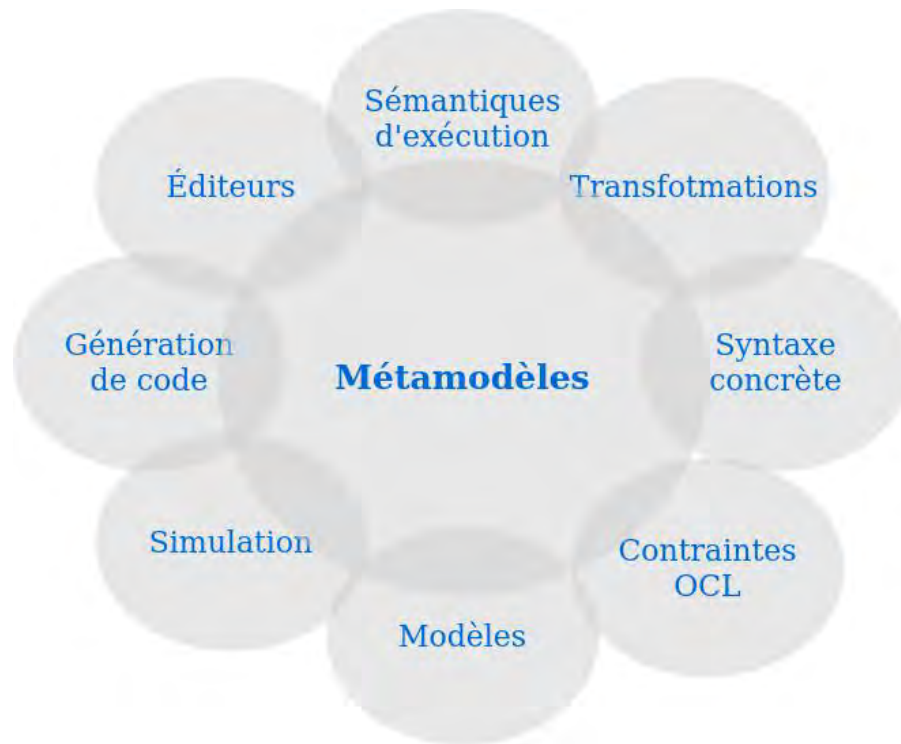 Sémantiques
d'exécution
Éditeurs
Transfotmations
Génération
de code
Métamodèles
Syntaxe
concrète
Simulation
Contraintes
OCL
Modèles